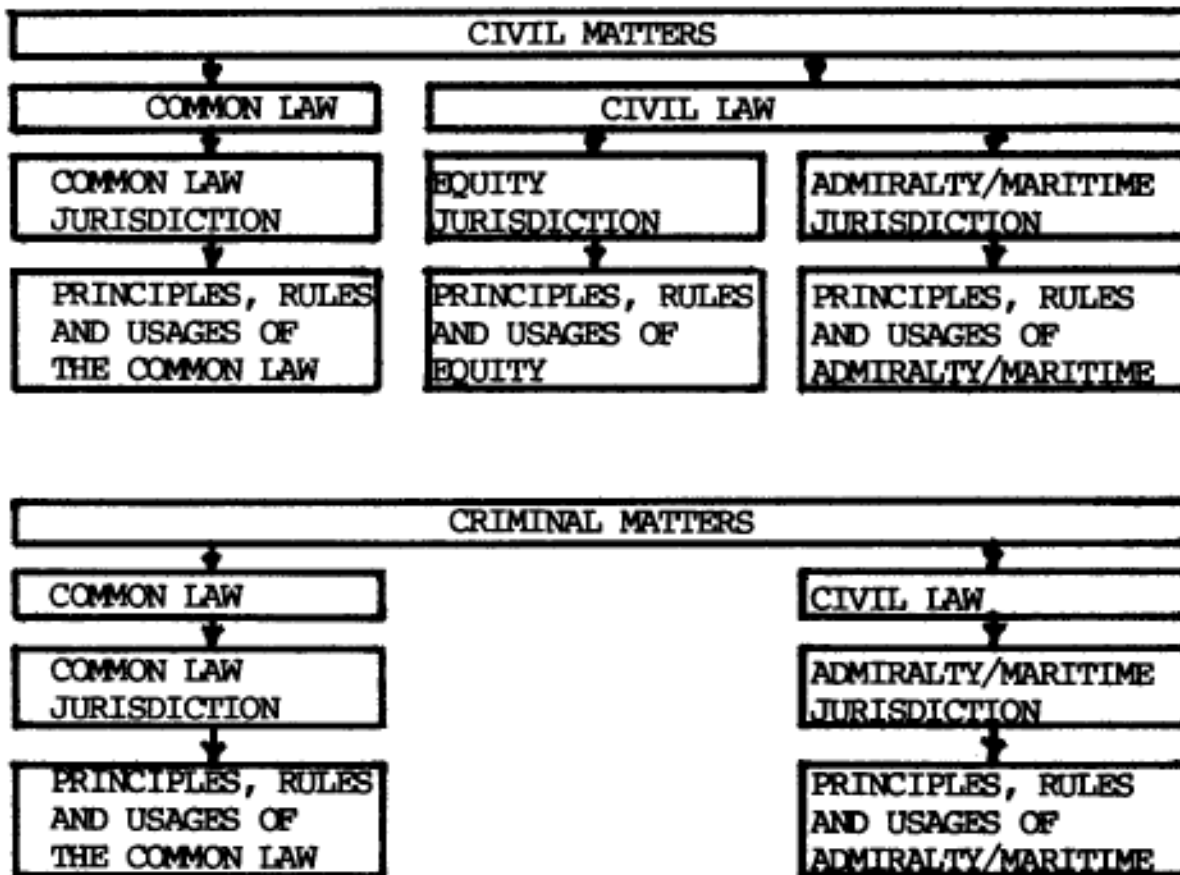 CIVIL MATTERS
COMMON LAW
CIVIL LAW
COMMON LAW
JURISDICTION
EQUITY
JURISDICTION
ADMIRALTY/MARITIME
JURISDICTION
PRINCIPLES, RULES
AND USAGES OF
THE COMMON LAW
PRINCIPLES, RULES
AND USAGES OF
EQUITY
PRINCIPLES, RULES
AND USAGES OF
ADMIRALTY/MARITIME
CRIMINAL MATTERS
COMMON LAW
CIVIL LAW
COMMON LAW
JURISDICTION
ADMIRALTY/MARITIME
JURISDICTION
PRINCIPLES, RULES
AND USAGES OF
THE COMMON LAW
PRINCIPLES, RULES
AND USAGES OF
ADMIRALTY/MARITIME